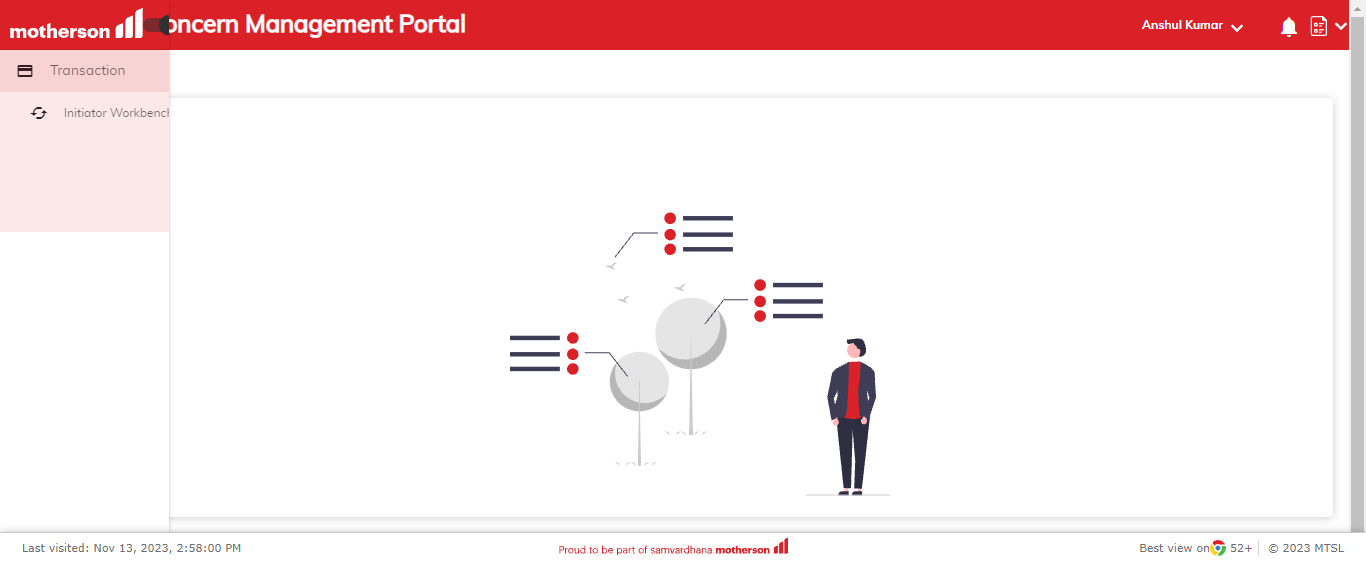 motherson
oncern Management Portal
Anshul Kumar
Transaction
Initiator Workbench
Last visited: Nov 13, 2023, 2:58:00 PM
Proud to be part of samvardhana motherson
Best view on 52+
© 2023 MTSL